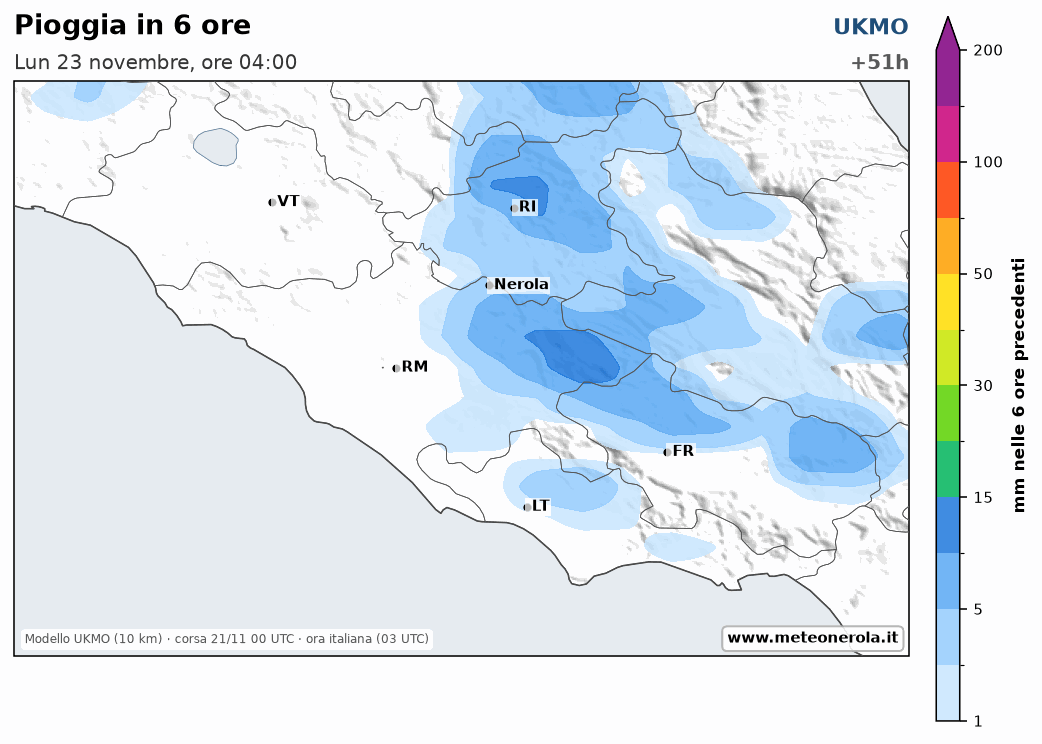 Pioggia in 6 ore
UKMO
Lun 23 novembre, ore 04:00
+51h
VT
RI
Nerola
RM
FR
LT
Modello UKMO (10 km) · corsa 21/11 00 UTC · ora italiana (03 UTC)
www.meteonerola.it
200
100
50
30
15
5
1
mm nelle 6 ore precedenti